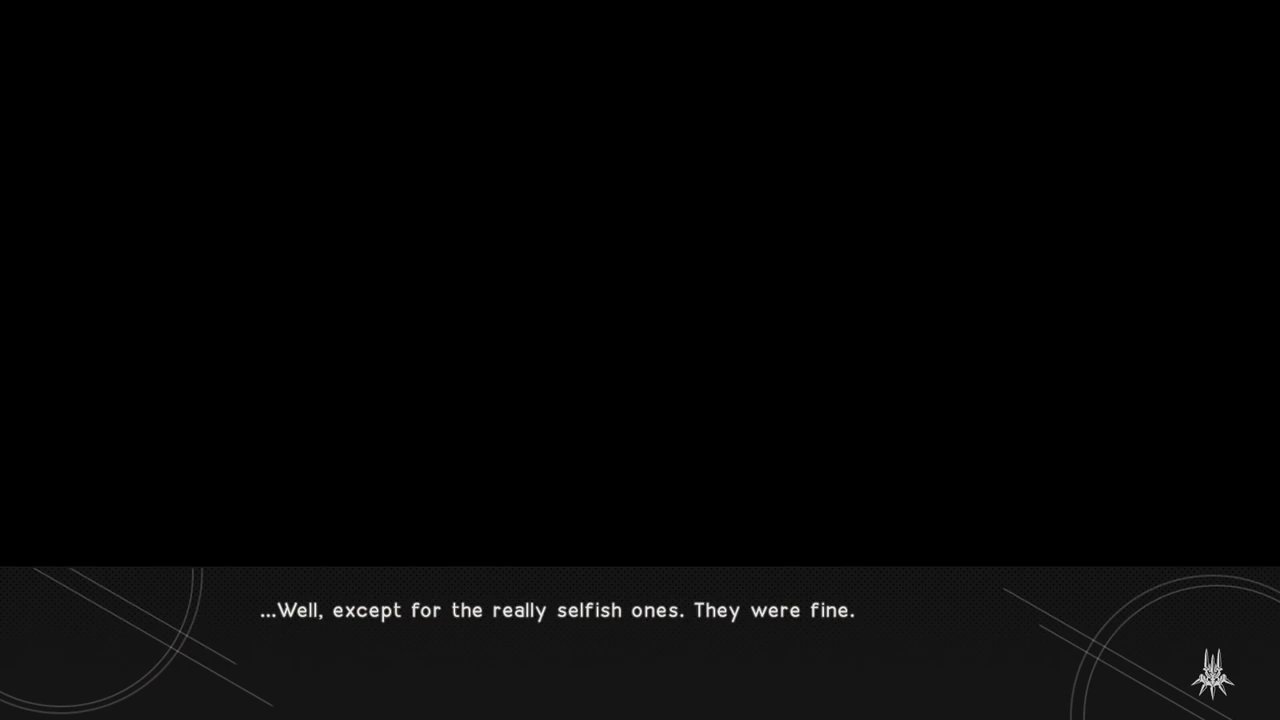 ...Well, except for the really selfish ones. They were fine.